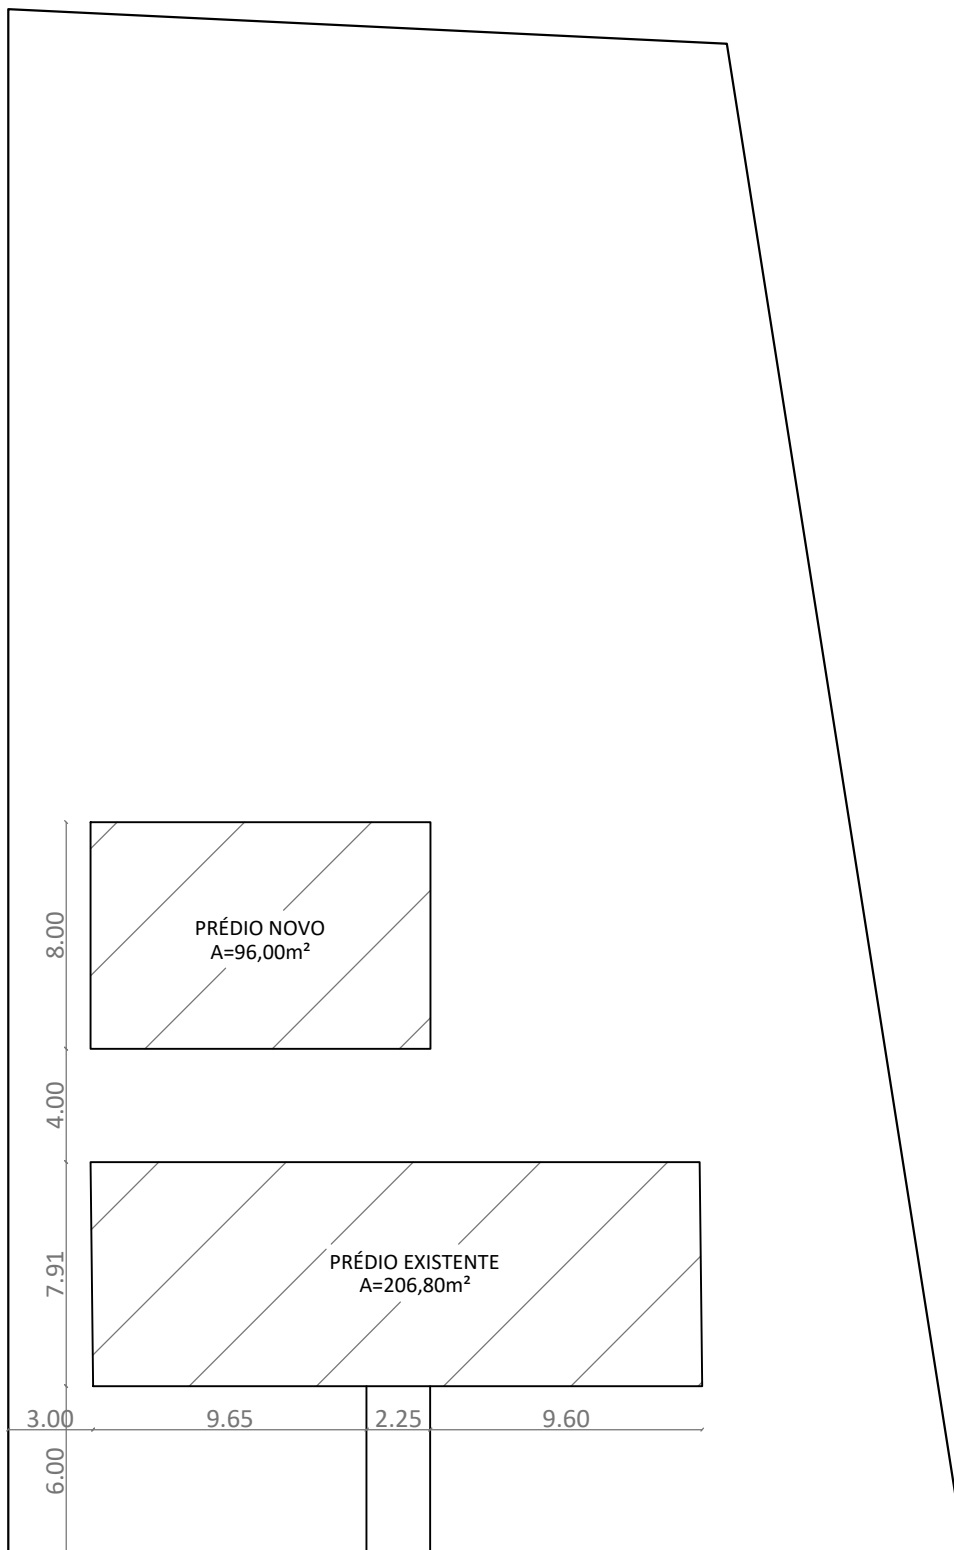 8.00
PRÉDIO NOVO
A=96,00m²
4.00
7.91
PRÉDIO EXISTENTE
A=206,80m²
3.00
9.65
2.25
9.60
6.00